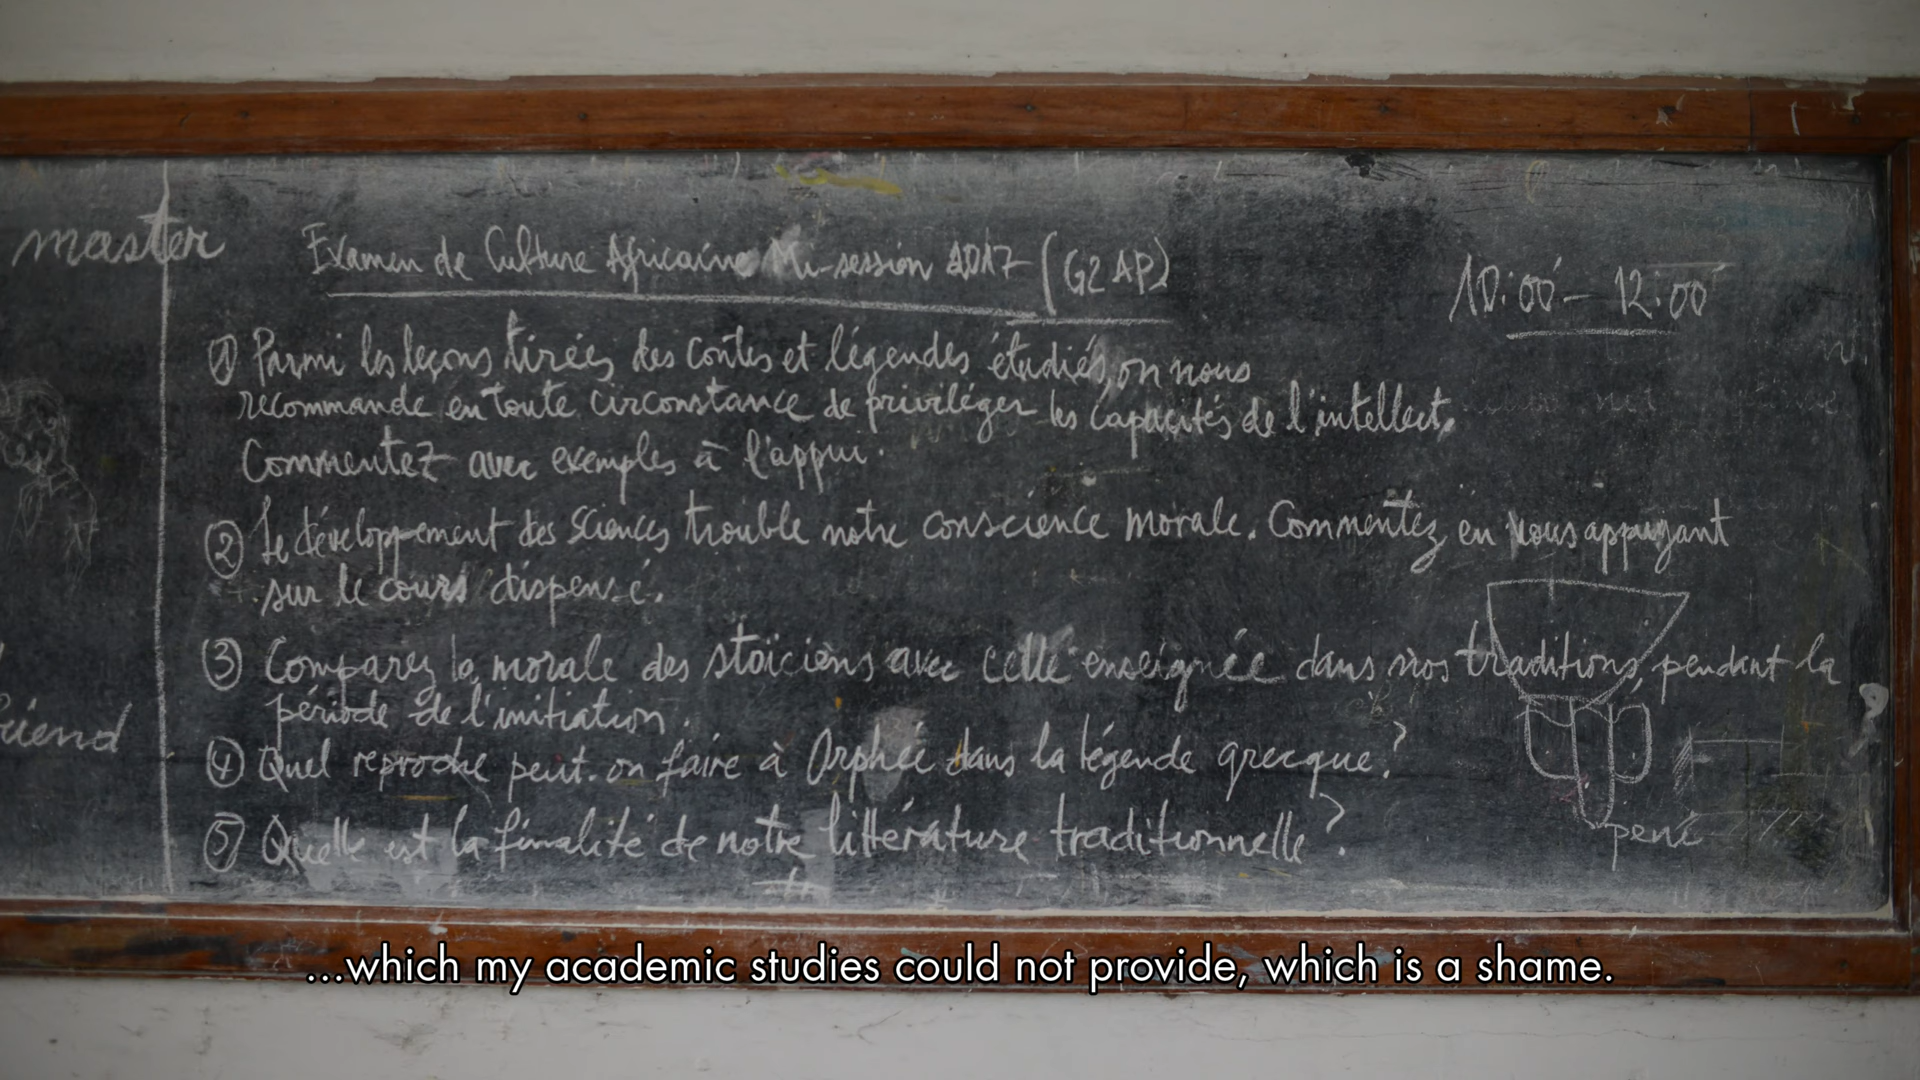 master
Examen de Culture Africaine Mi-session 2017 (G2 AP)
10:00 - 12:00
① Parmi les leçons tirées des contes et légendes étudiés, on nous
recommande en toute circonstance de privilégier les capacités de l'intellect.
Commentez avec exemples à l'appui.
② Le développement des sciences trouble notre conscience morale. Commentez en vous appuyant
sur le cours dispensé.
③ Comparez la morale des stoïciens avec celle enseignée dans nos traditions, pendant la
période de l'initiation.
friend
④ Quel reproche peut-on faire à Orphée dans la légende grecque?
⑤ Quelle est la finalité de notre littérature traditionnelle?
...which my academic studies could not provide, which is a shame.